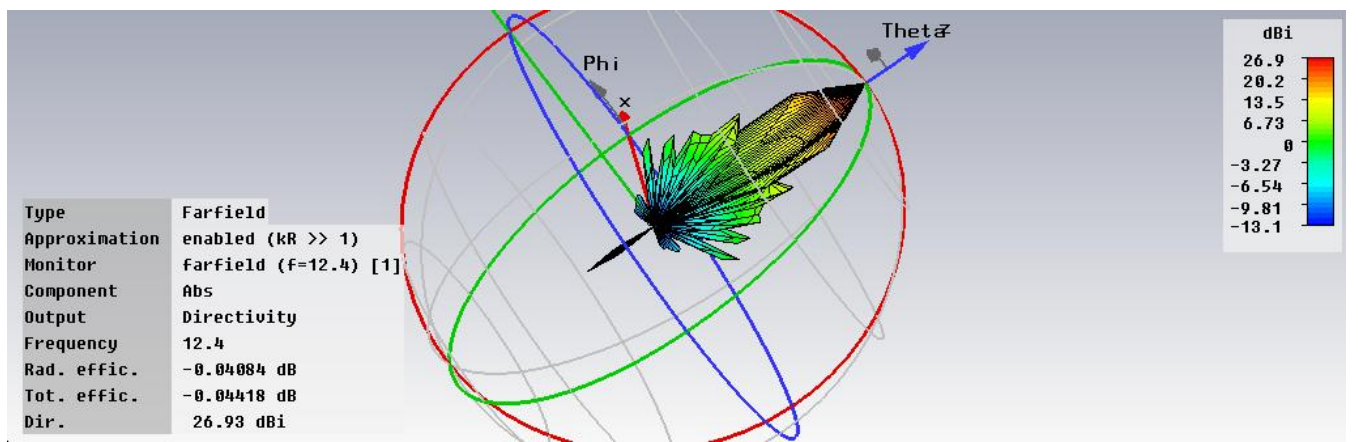 Theta
z
Phi
x
dBi
26.9
20.2
13.5
6.73
0
-3.27
-6.54
-9.81
-13.1
Type Farfield
Approximation enabled (kR >> 1)
Monitor farfield (f=12.4) [1]
Component Abs
Output Directivity
Frequency 12.4
Rad. effic. -0.04084 dB
Tot. effic. -0.04418 dB
Dir. 26.93 dBi